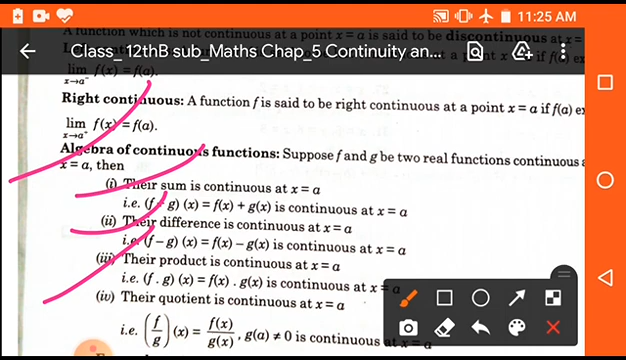 11:25 AM
A function which is not continuous at a point x = a is said to be discontinuous at x =
Class_ 12thB sub_Maths Chap_5 Continuity an...
lim f(x) = f(a).
x→a⁻
Right continuous: A function f is said to be right continuous at a point x = a if f(a) ex
lim f(x) = f(a).
x→a⁺
Algebra of continuous functions: Suppose f and g be two real functions continuous a
x = a, then
(i) Their sum is continuous at x = a
i.e. (f + g) (x) = f(x) + g(x) is continuous at x = a
(ii) Their difference is continuous at x = a
i.e. (f – g) (x) = f(x) – g(x) is continuous at x = a
(iii) Their product is continuous at x = a
i.e. (f . g) (x) = f(x) . g(x) is continuous at x = a
(iv) Their quotient is continuous at x = a
i.e. (f/g) (x) = f(x)/g(x), g(a) ≠ 0 is continuous at x = a